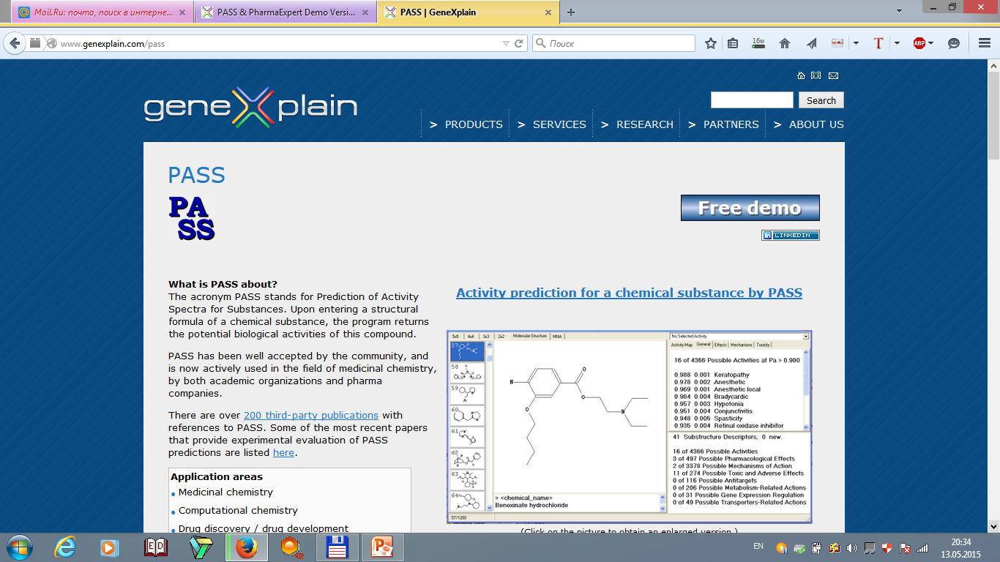 Mail.Ru: почта, поиск в интерне...
PASS & PharmaExpert Demo Versi...
PASS | GeneXplain
www.genexplain.com/pass
Поиск
16м
T
ABP
geneXplain
Search
> PRODUCTS > SERVICES > RESEARCH > PARTNERS > ABOUT US
PASS
PA
SS
Free demo
in LINKEDIN
What is PASS about?
The acronym PASS stands for Prediction of Activity
Spectra for Substances. Upon entering a structural
formula of a chemical substance, the program returns
the potential biological activities of this compound.
PASS has been well accepted by the community, and
is now actively used in the field of medicinal chemistry,
by both academic organizations and pharma
companies.
There are over 200 third-party publications with
references to PASS. Some of the most recent papers
that provide experimental evaluation of PASS
predictions are listed here.
Application areas
Medicinal chemistry
Computational chemistry
Drug discovery / drug development
Activity prediction for a chemical substance by PASS
5x5 4x4 3x3 2x2 Molecular Structure MNA
57
58
59
60
61
62
63
64
N
O
O
O
N
> <chemical_name>
Benoxinate hydrochloride
57/1200
No Selected Activity
Activity Map General Effects Mechanisms Toxicity
16 of 4366 Possible Activities at Pa > 0.900
0.988 0.001 Keratopathy
0.978 0.002 Anesthetic
0.969 0.001 Anesthetic local
0.964 0.004 Bradycardic
0.957 0.003 Hypotonia
0.951 0.004 Conjunctivitis
0.948 0.005 Spasticity
0.935 0.004 Retinal oxidase inhibitor
41 Substructure Descriptors; 0 new.
16 of 4366 Possible Activities
3 of 497 Possible Pharmacological Effects
2 of 3378 Possible Mechanisms of Action
11 of 274 Possible Toxic and Adverse Effects
0 of 116 Possible Antitargets
0 of 206 Possible Metabolism-Related Actions
0 of 31 Possible Gene Expression Regulation
0 of 49 Possible Transporters-Related Actions
(Click on the picture to obtain an enlarged version.)
ED
EN
20:34
13.05.2015